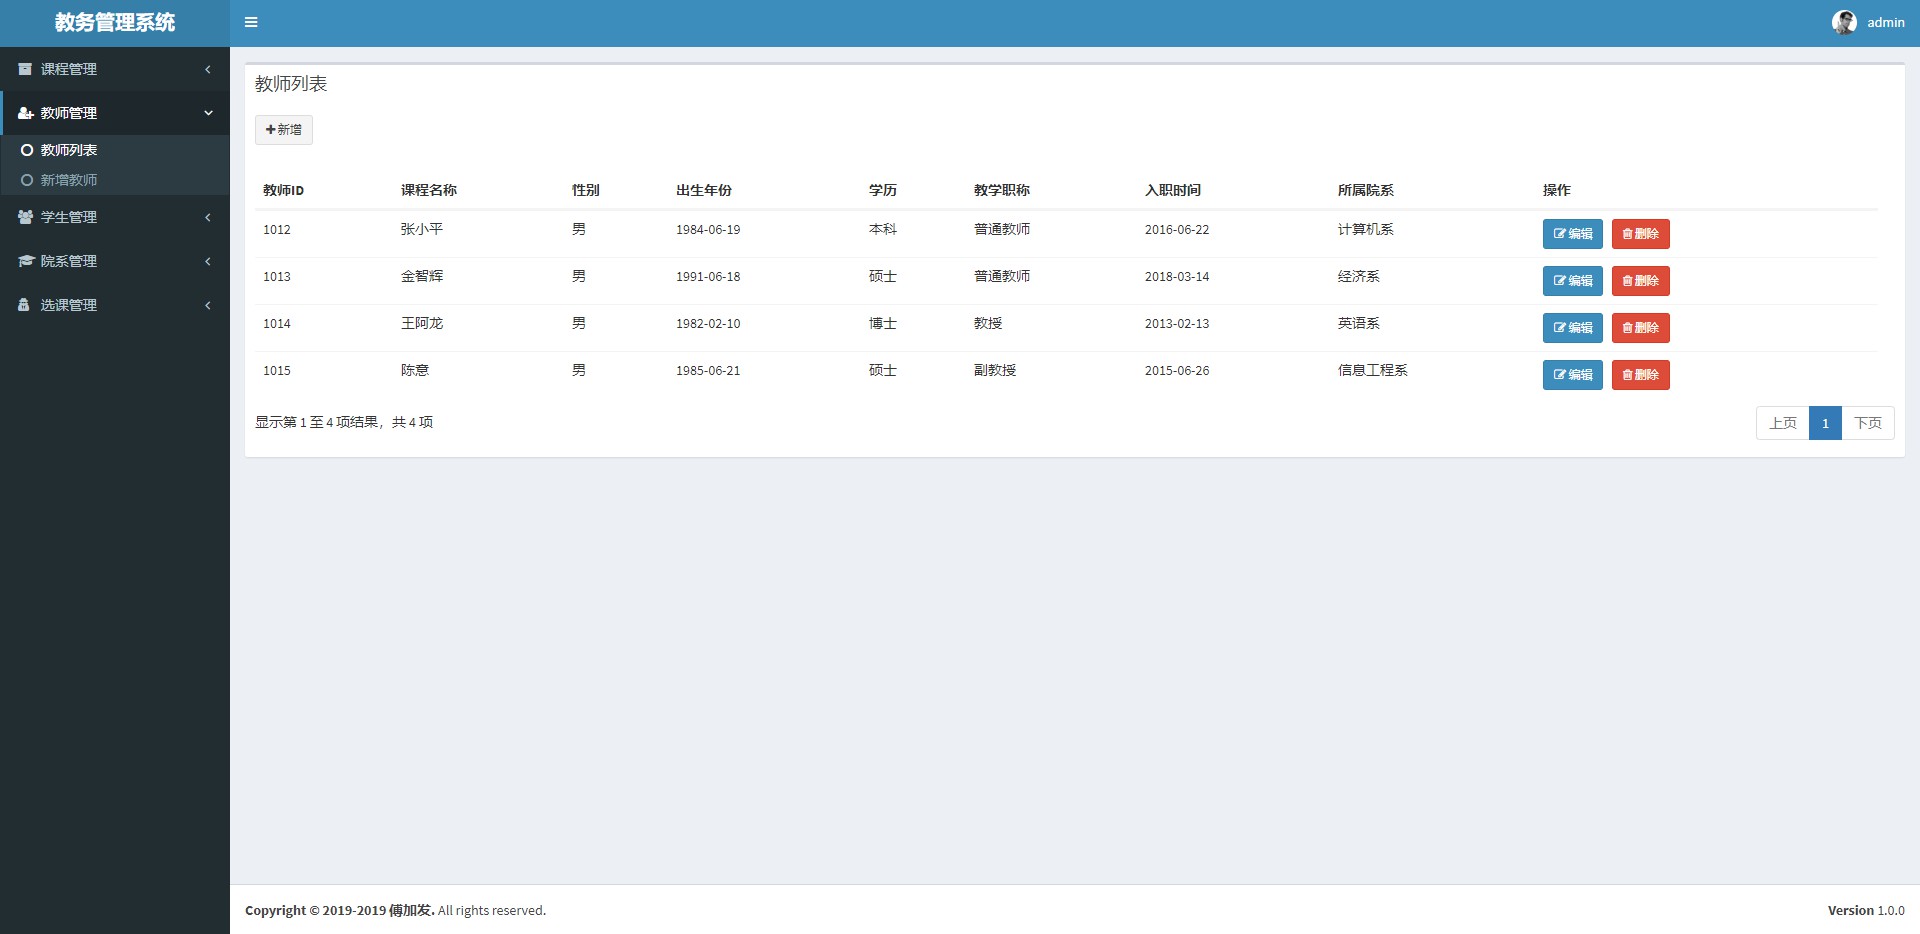 教务管理系统
admin
课程管理
教师管理
教师列表
新增教师
学生管理
院系管理
选课管理
教师列表
新增
教师ID 课程名称 性别 出生年份 学历 教学职称 入职时间 所属院系 操作
1012 张小平 男 1984-06-19 本科 普通教师 2016-06-22 计算机系 编辑 删除
1013 金智辉 男 1991-06-18 硕士 普通教师 2018-03-14 经济系 编辑 删除
1014 王阿龙 男 1982-02-10 博士 教授 2013-02-13 英语系 编辑 删除
1015 陈意 男 1985-06-21 硕士 副教授 2015-06-26 信息工程系 编辑 删除
显示第 1 至 4 项结果，共 4 项
上页 1 下页
Copyright © 2019-2019 傅加发. All rights reserved.
Version 1.0.0